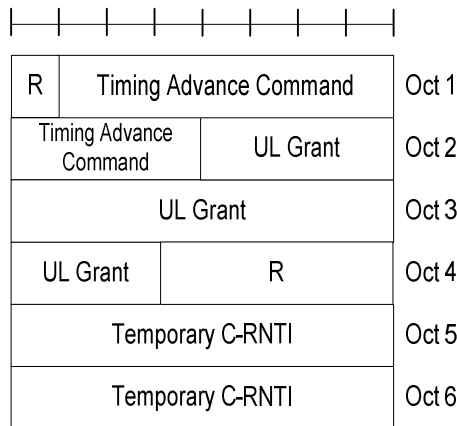 R Timing Advance Command Oct 1
Timing Advance
Command UL Grant Oct 2
UL Grant Oct 3
UL Grant R Oct 4
Temporary C-RNTI Oct 5
Temporary C-RNTI Oct 6